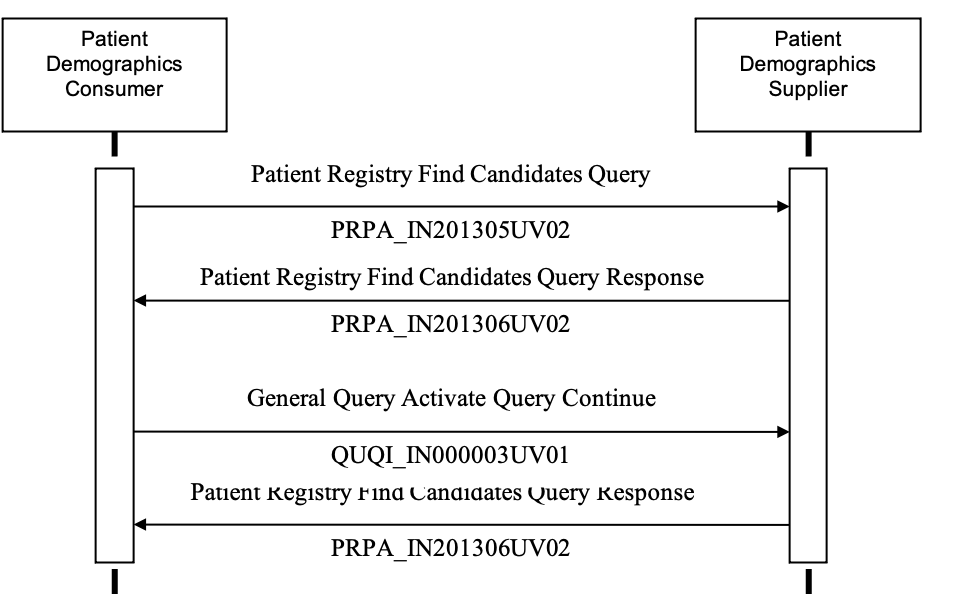 Patient
Demographics
Consumer
Patient
Demographics
Supplier
Patient Registry Find Candidates Query
PRPA_IN201305UV02
Patient Registry Find Candidates Query Response
PRPA_IN201306UV02
General Query Activate Query Continue
QUQI_IN000003UV01
Patient Registry Find Candidates Query Response
PRPA_IN201306UV02